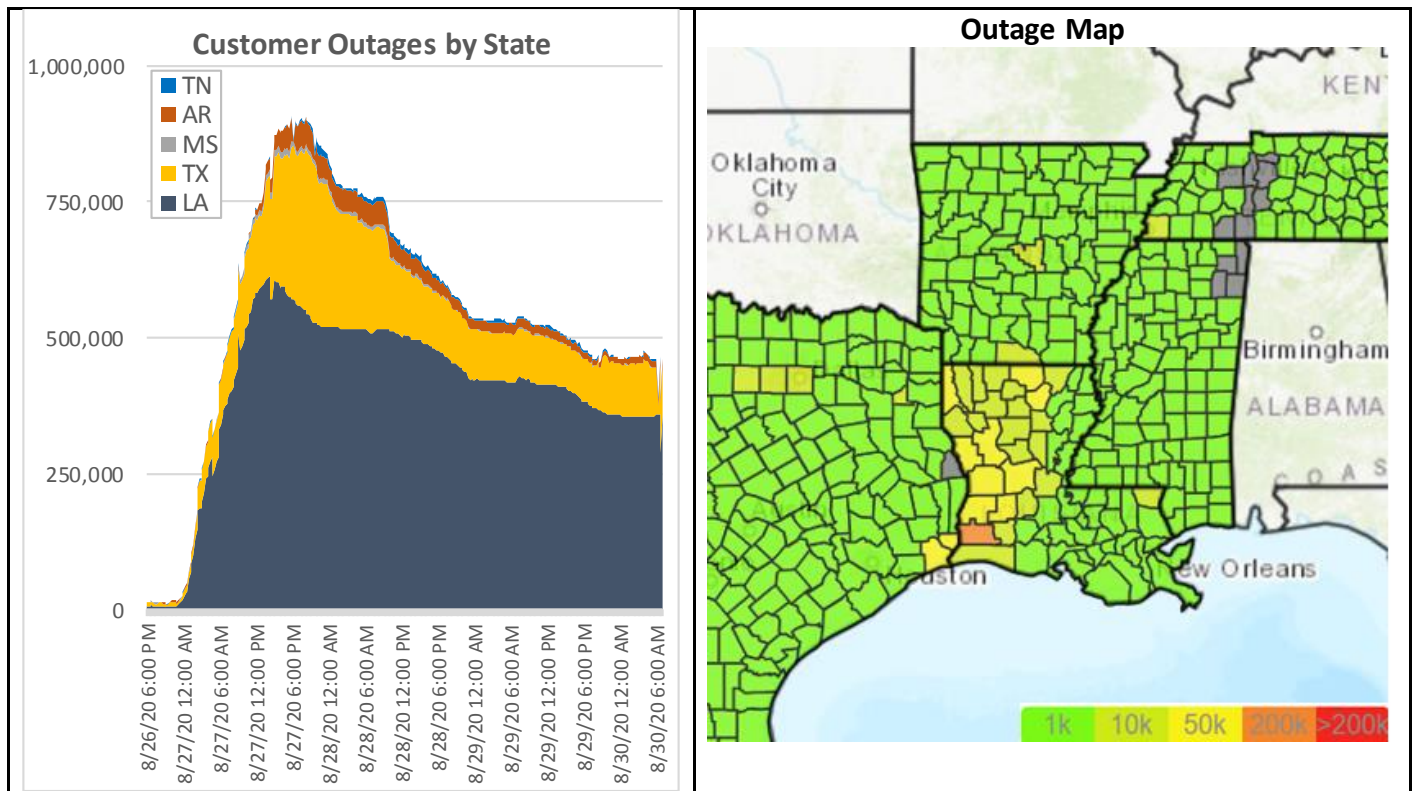 Customer Outages by State
1,000,000
750,000
500,000
250,000
0
TN
AR
MS
TX
LA
8/26/20 6:00 PM
8/27/20 12:00 AM
8/27/20 6:00 AM
8/27/20 12:00 PM
8/27/20 6:00 PM
8/28/20 12:00 AM
8/28/20 6:00 AM
8/28/20 12:00 PM
8/28/20 6:00 PM
8/29/20 12:00 AM
8/29/20 6:00 AM
8/29/20 12:00 PM
8/29/20 6:00 PM
8/30/20 12:00 AM
8/30/20 6:00 AM
Outage Map
KEN
Oklahoma
City
OKLAHOMA
Birmingham
ALABAMA
COAS
uston
ew Orleans
1k 10k 50k 200k >200k